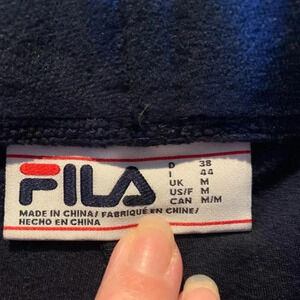 FILA
D 38
I 44
UK M
US/F M
CAN M/M
MADE IN CHINA/ FABRIQUÉ EN CHINE/
HECHO EN CHINA